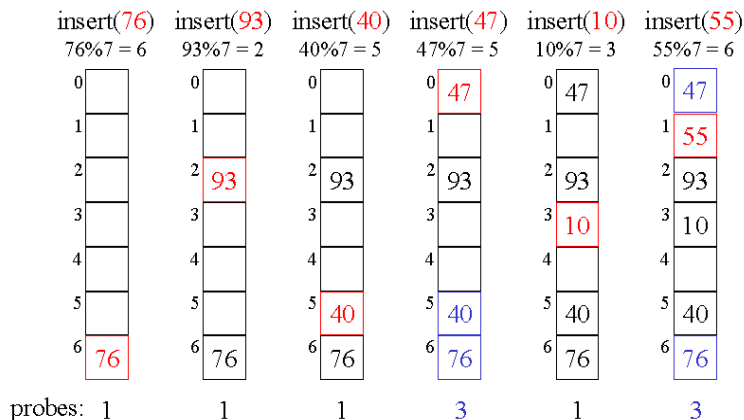 insert(76) insert(93) insert(40) insert(47) insert(10) insert(55)
76%7 = 6 93%7 = 2 40%7 = 5 47%7 = 5 10%7 = 3 55%7 = 6
0 0 0 0 47 0 47 0 47
1 1 1 1 1 1 55
2 2 93 2 93 2 93 2 93 2 93
3 3 3 3 3 10 3 10
4 4 4 4 4 4
5 5 5 40 5 40 5 40 5 40
6 76 6 76 6 76 6 76 6 76 6 76
probes: 1 1 1 3 1 3